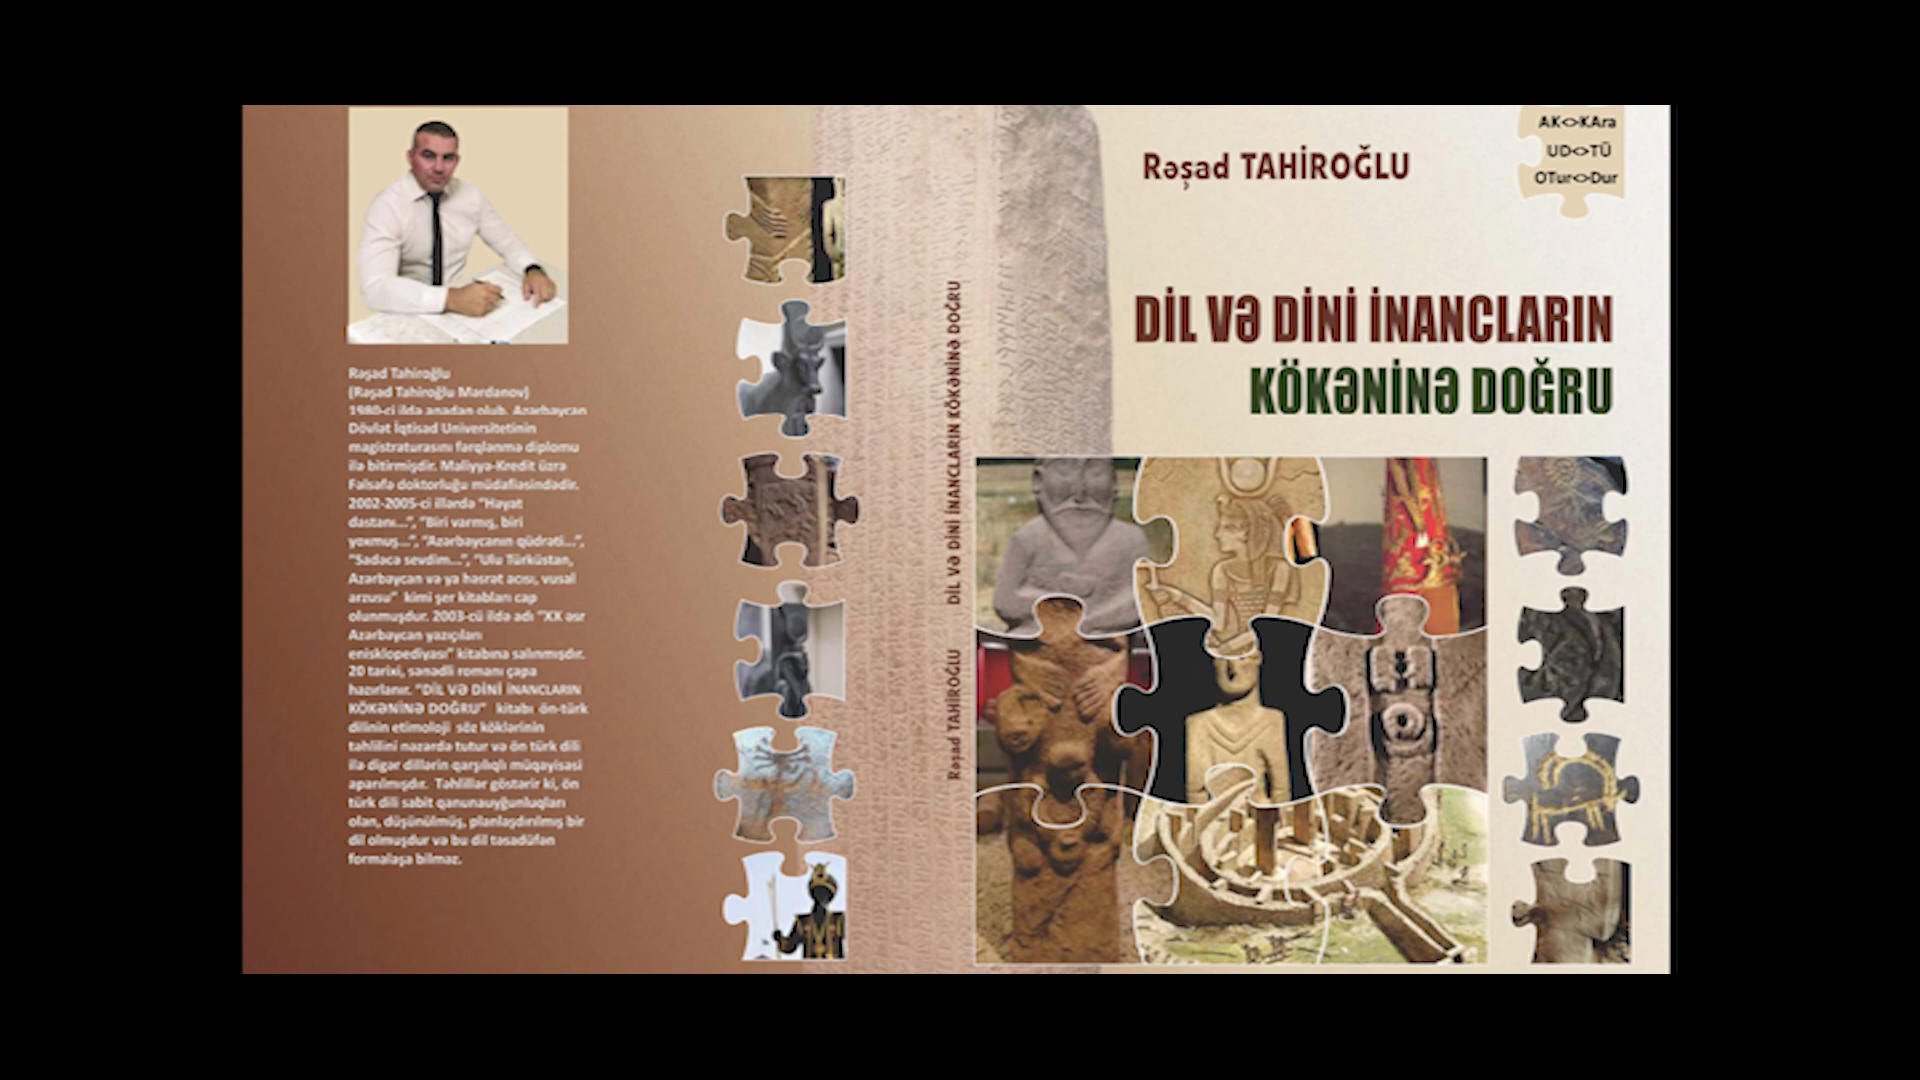 Rəşad Tahiroğlu
(Rəşad Tahiroğlu Mərdanov)
1980-ci ildə anadan olub. Azərbaycan
Dövlət İqtisad Universitetinin
magistraturasını fərqlənmə diplomu
ilə bitirmişdir. Maliyyə-Kredit üzrə
Fəlsəfə doktorluğu müdafiəsindədir.
2002-2005-ci illərdə “Həyat
dastanı...”, “Biri varmış, biri
yoxmuş...”, “Azərbaycanın qüdrəti...”,
“Sadəcə sevdim...”, “Ulu Türküstan,
Azərbaycan və ya həsrət acısı, vusal
arzusu” kimi şer kitabları çap
olunmuşdur. 2003-cü ildə adı “XX əsr
Azərbaycan yazıçıları
enisklopediyası” kitabına salınmışdır.
20 tarixi, sənədli romanı çapa
hazırlanır. “DİL VƏ DİNİ İNANCLARIN
KÖKƏNİNƏ DOĞRU” kitabı ön-türk
dilinin etimoloji söz köklərinin
təhlilini nəzərdə tutur və ön türk dili
ilə digər dillərin qarşılıqlı müqayisəsi
aparılmışdır. Təhlillər göstərir ki, ön
türk dili sabit qanunauyğunluqları
olan, düşünülmüş, planlaşdırılmış bir
dil olmuşdur və bu dil təsadüfən
formalaşa bilməz.
Rəşad TAHİROĞLU DİL VƏ DİNİ İNANCLARIN KÖKƏNİNƏ DOĞRU
Rəşad TAHİROĞLU
AK<>KAra
UD<>TÜ
OTur<>Dur
DİL VƏ DİNİ İNANCLARIN
KÖKƏNİNƏ DOĞRU